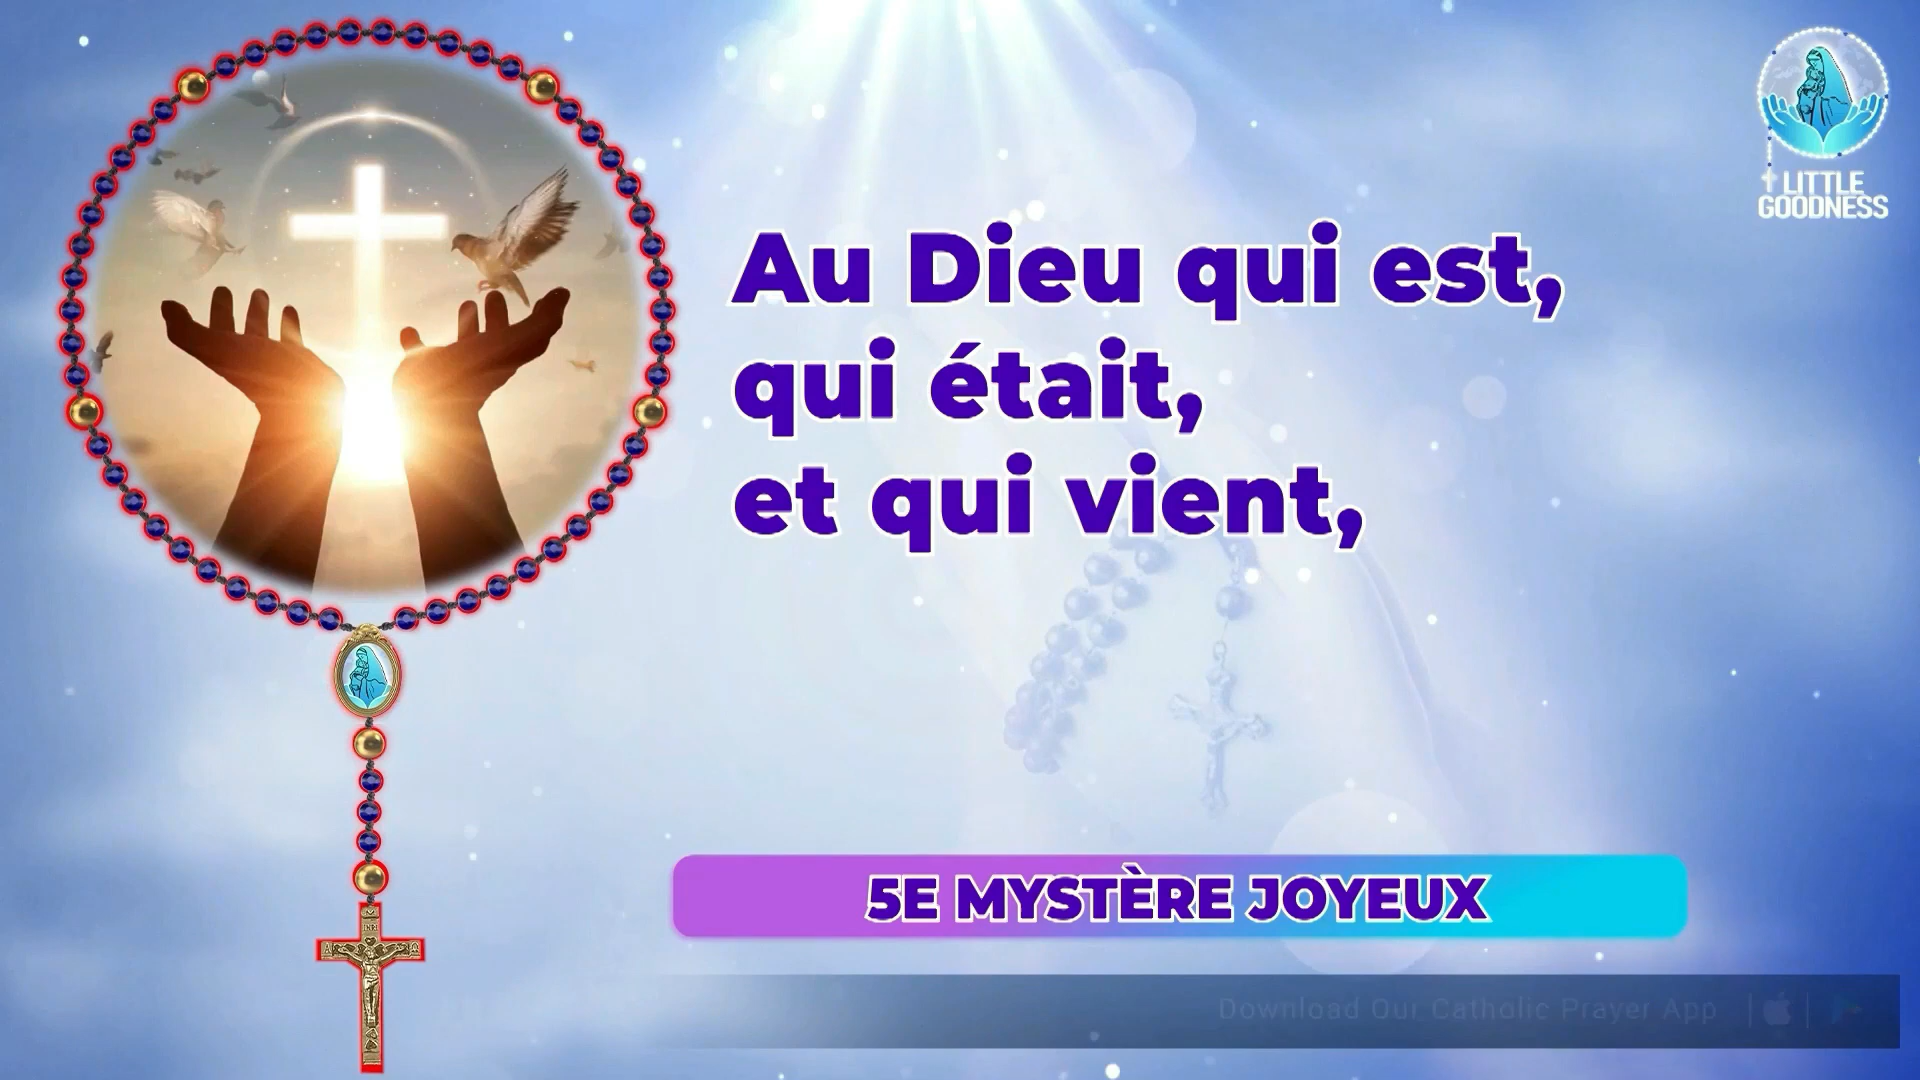 LITTLE
GOODNESS
Au Dieu qui est,
qui était,
et qui vient,
5E MYSTÈRE JOYEUX
Download Our Catholic Prayer App
INRI